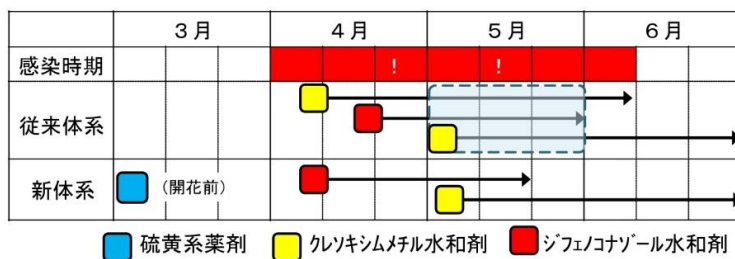 ３月 ４月 ５月 ６月
感染時期 ! !
従来体系
新体系 (開花前)
硫黄系薬剤 ｸﾚｿｷｼﾑﾒﾁﾙ水和剤 ｼﾞﾌｪﾉｺﾅｿﾞｰﾙ水和剤